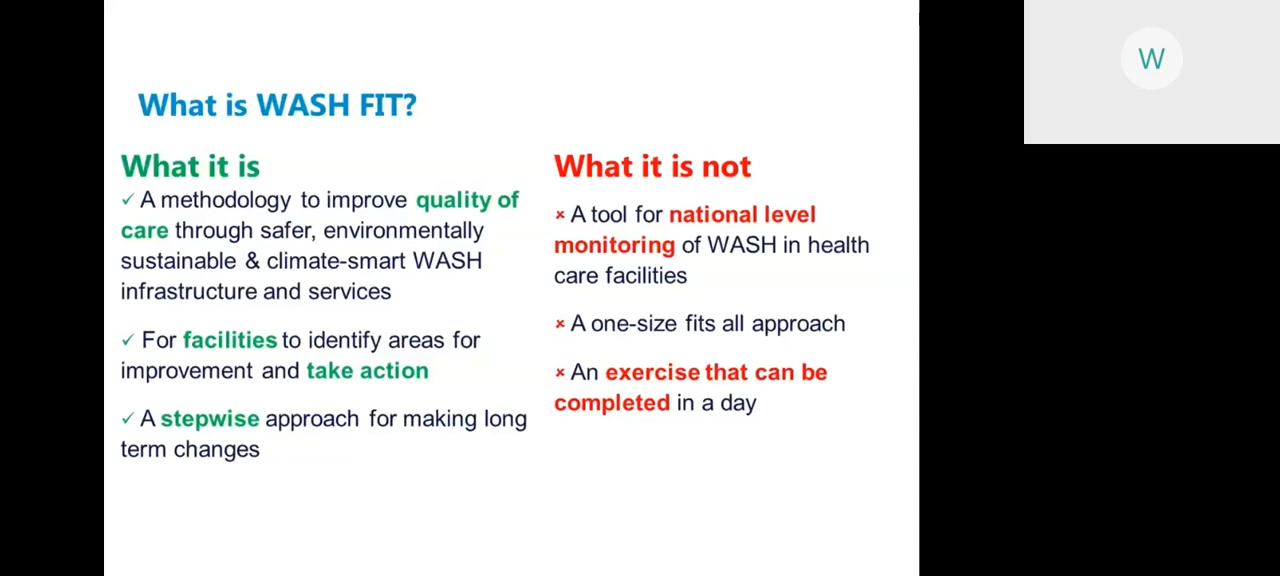 What is WASH FIT?
What it is
✓ A methodology to improve quality of
care through safer, environmentally
sustainable & climate-smart WASH
infrastructure and services
✓ For facilities to identify areas for
improvement and take action
✓ A stepwise approach for making long
term changes
What it is not
× A tool for national level
monitoring of WASH in health
care facilities
× A one-size fits all approach
× An exercise that can be
completed in a day
W